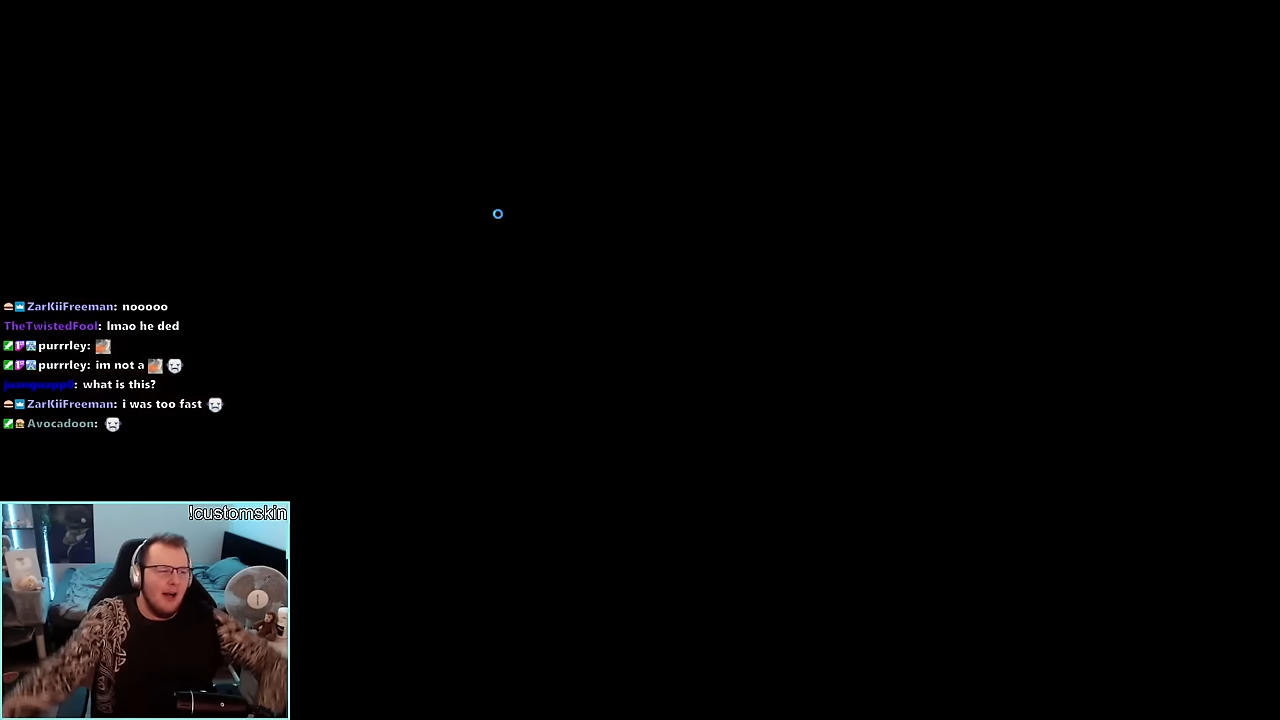 ZarKiiFreeman: nooooo
TheTwistedFool: lmao he ded
purrrley:
purrrley: im not a
: what is this?
ZarKiiFreeman: i was too fast
Avocadoon:
!customskin